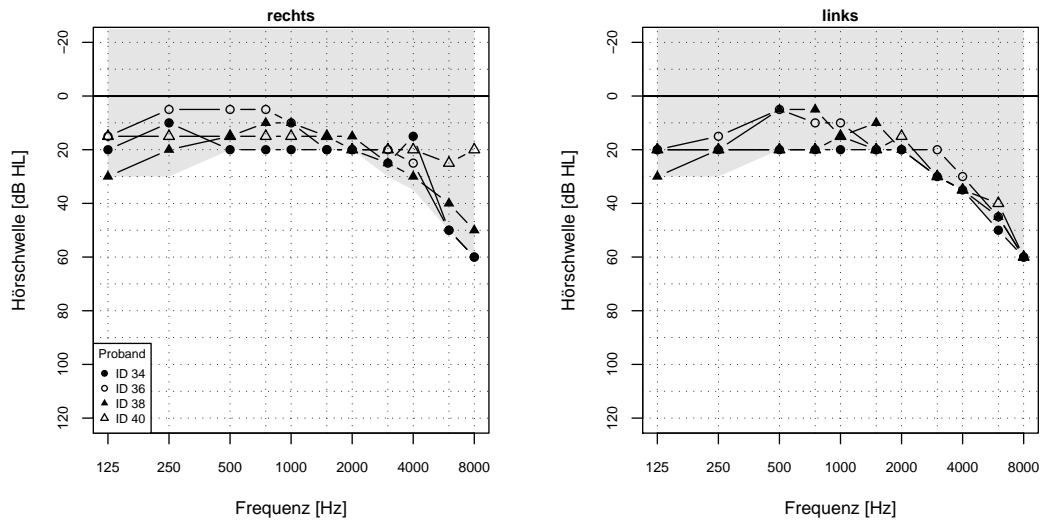 rechts
-20
0
20
40
60
80
100
120
Hörschwelle [dB HL]
Proband
ID 34
ID 36
ID 38
ID 40
125 250 500 1000 2000 4000 8000
Frequenz [Hz]
links
-20
0
20
40
60
80
100
120
Hörschwelle [dB HL]
125 250 500 1000 2000 4000 8000
Frequenz [Hz]